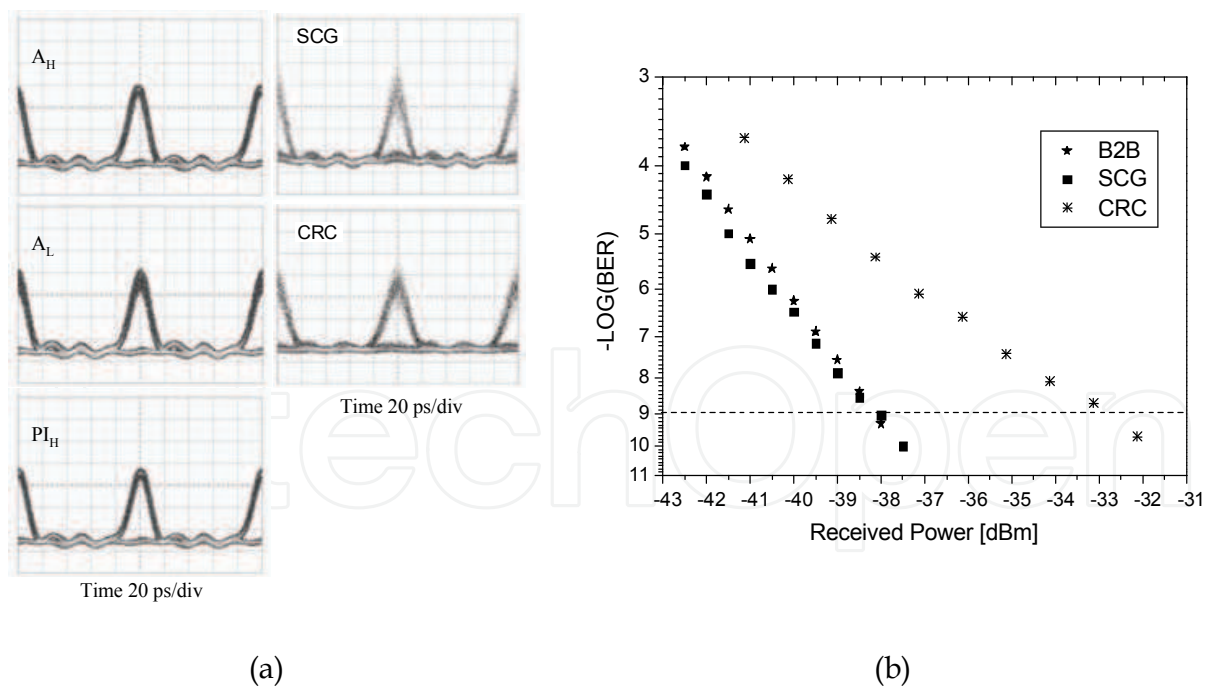 A_H
SCG
A_L
CRC
Time 20 ps/div
PI_H
Time 20 ps/div
(a)
3
4
5
6
7
8
9
10
11
-LOG(BER)
B2B
SCG
CRC
-43 -42 -41 -40 -39 -38 -37 -36 -35 -34 -33 -32 -31
Received Power [dBm]
(b)
techOpen